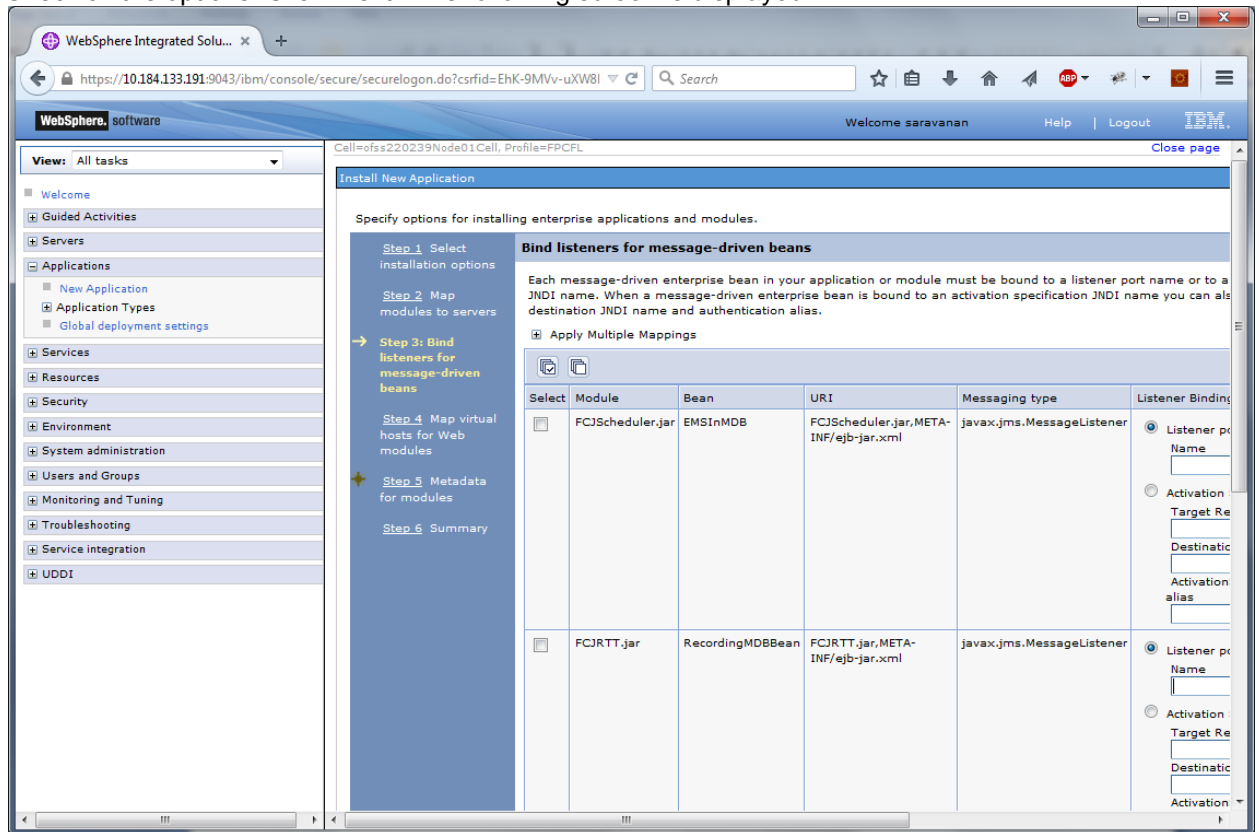 WebSphere Integrated Solu... × +
https://10.184.133.191:9043/ibm/console/secure/securelogon.do?csrfid=EhK-9MVv-uXW8l
Search
ABP
WebSphere. software
Welcome saravanan
Help | Logout
IBM.
View: All tasks
Welcome
Guided Activities
Servers
Applications
New Application
Application Types
Global deployment settings
Services
Resources
Security
Environment
System administration
Users and Groups
Monitoring and Tuning
Troubleshooting
Service integration
UDDI
Cell=ofss220239Node01Cell, Profile=FPCFL
Close page
Install New Application
Specify options for installing enterprise applications and modules.
Step 1 Select
installation options
Step 2 Map
modules to servers
Step 3: Bind
listeners for
message-driven
beans
Step 4 Map virtual
hosts for Web
modules
Step 5 Metadata
for modules
Step 6 Summary
Bind listeners for message-driven beans
Each message-driven enterprise bean in your application or module must be bound to a listener port name or to a
JNDI name. When a message-driven enterprise bean is bound to an activation specification JNDI name you can als
destination JNDI name and authentication alias.
Apply Multiple Mappings
Select Module Bean URI Messaging type Listener Binding
FCJScheduler.jar EMSInMDB FCJScheduler.jar,META-
INF/ejb-jar.xml
javax.jms.MessageListener
Listener po
Name
Activation
Target Re
Destinatic
Activation
alias
FCJRTT.jar RecordingMDBBean FCJRTT.jar,META-
INF/ejb-jar.xml
javax.jms.MessageListener
Listener po
Name
Activation
Target Re
Destinatic
Activation